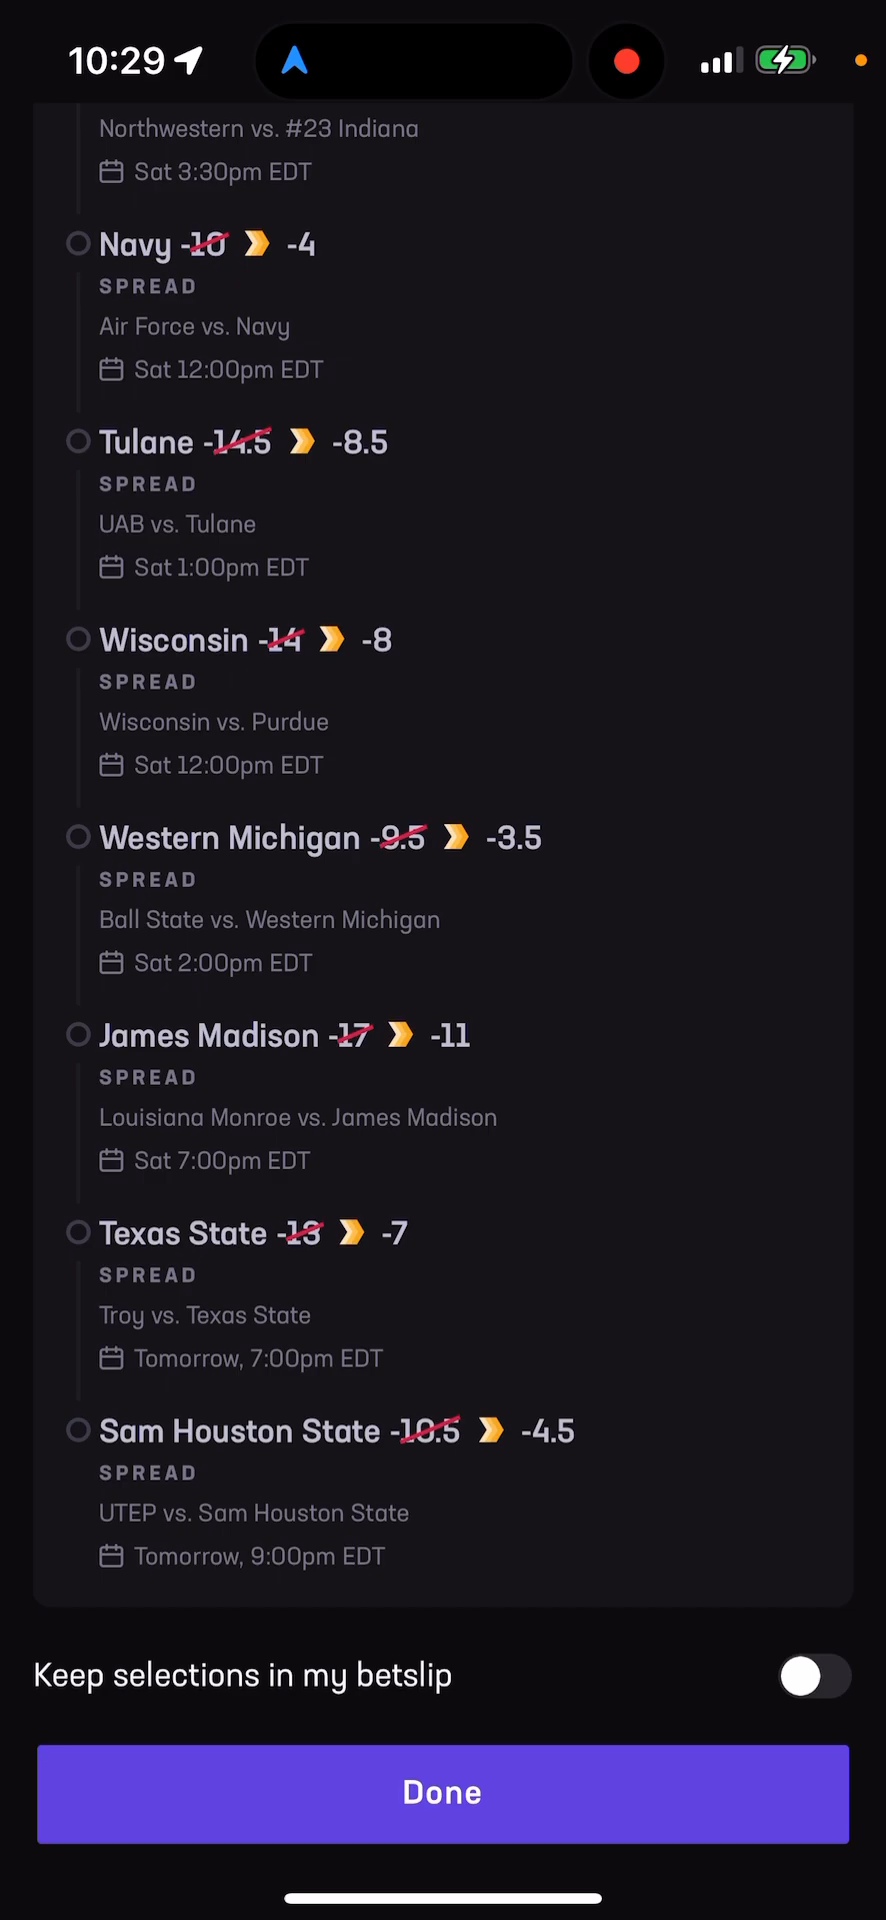 10:29
Northwestern vs. #23 Indiana
Sat 3:30pm EDT
Navy -10 -4
SPREAD
Air Force vs. Navy
Sat 12:00pm EDT
Tulane -14.5 -8.5
SPREAD
UAB vs. Tulane
Sat 1:00pm EDT
Wisconsin -14 -8
SPREAD
Wisconsin vs. Purdue
Sat 12:00pm EDT
Western Michigan -9.5 -3.5
SPREAD
Ball State vs. Western Michigan
Sat 2:00pm EDT
James Madison -17 -11
SPREAD
Louisiana Monroe vs. James Madison
Sat 7:00pm EDT
Texas State -13 -7
SPREAD
Troy vs. Texas State
Tomorrow, 7:00pm EDT
Sam Houston State -10.5 -4.5
SPREAD
UTEP vs. Sam Houston State
Tomorrow, 9:00pm EDT
Keep selections in my betslip
Done